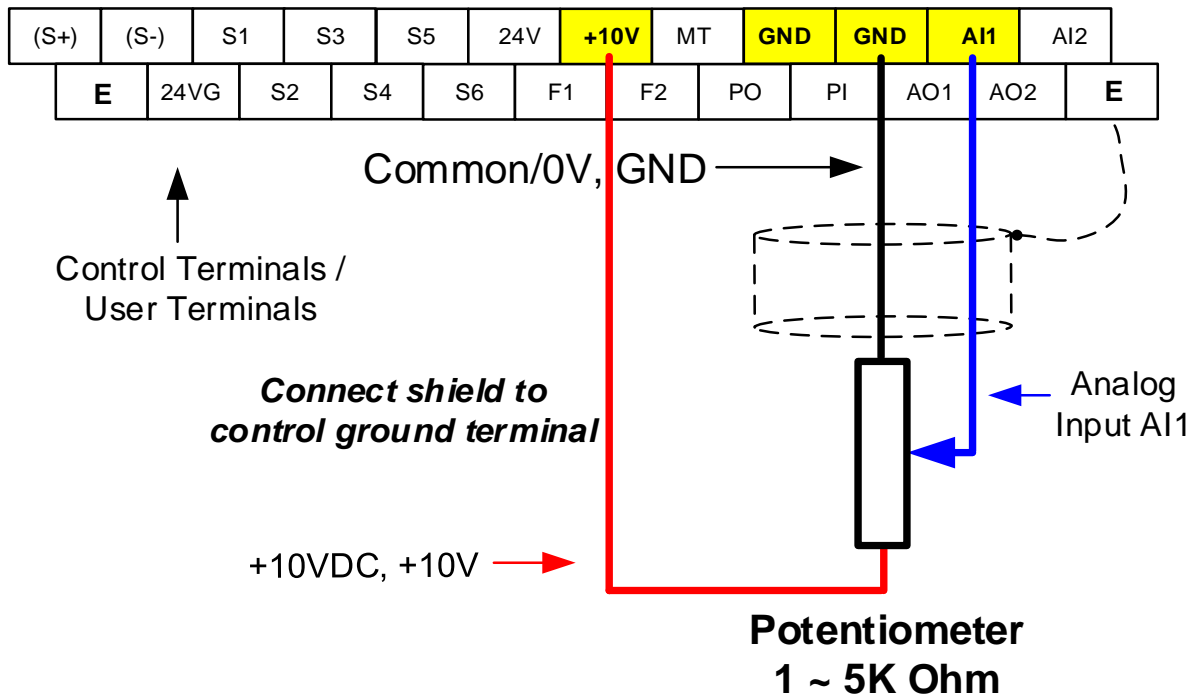 (S+) (S-) S1 S3 S5 24V +10V MT GND GND AI1 AI2
E 24VG S2 S4 S6 F1 F2 PO PI AO1 AO2 E
Common/0V, GND
Control Terminals /
User Terminals
Connect shield to
control ground terminal
Analog
Input AI1
+10VDC, +10V
Potentiometer
1 ~ 5K Ohm